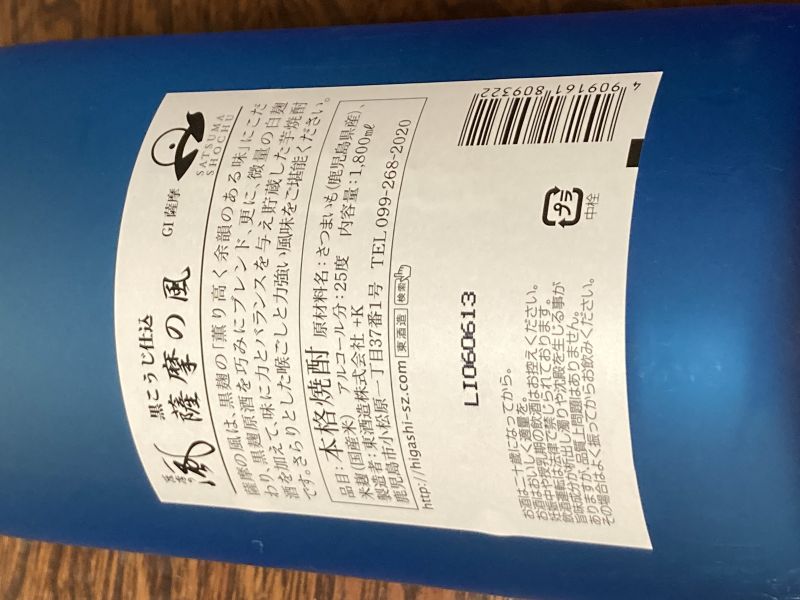 黒こうじ仕込
薩摩の風
GI 薩摩
SATSUMA
SHOCHU
薩摩の風は、黒麹の「薫り高く余韻のある味」にこだ
わり、黒麹原酒を巧みにブレンド、更に、微量の白麹
酒を加えて、味に力とバランスを与え貯蔵した芋焼酎
です。さらりとした喉ごしと力強い風味をご堪能ください。
品目:本格焼酎 原材料名:さつまいも(鹿児島県産)、
米麹(国産米) アルコール分:25度 内容量:1,800㎖
製造者:東酒造株式会社 +K
鹿児島市小松原一丁目37番1号 TEL 099-268-2020
http://higashi-sz.com 東酒造 検索
LI060613
4 909161 809322
プラ
中栓
お酒は二十歳になってから。
お酒はおいしく適量を。
妊娠中や授乳期の飲酒はお控えください。
飲酒運転は法律で禁じられております。
旨味成分が析出し濁りや沈殿を生じる事が
ありますが、品質上問題はありません。
その場合はよく振ってからお飲みください。